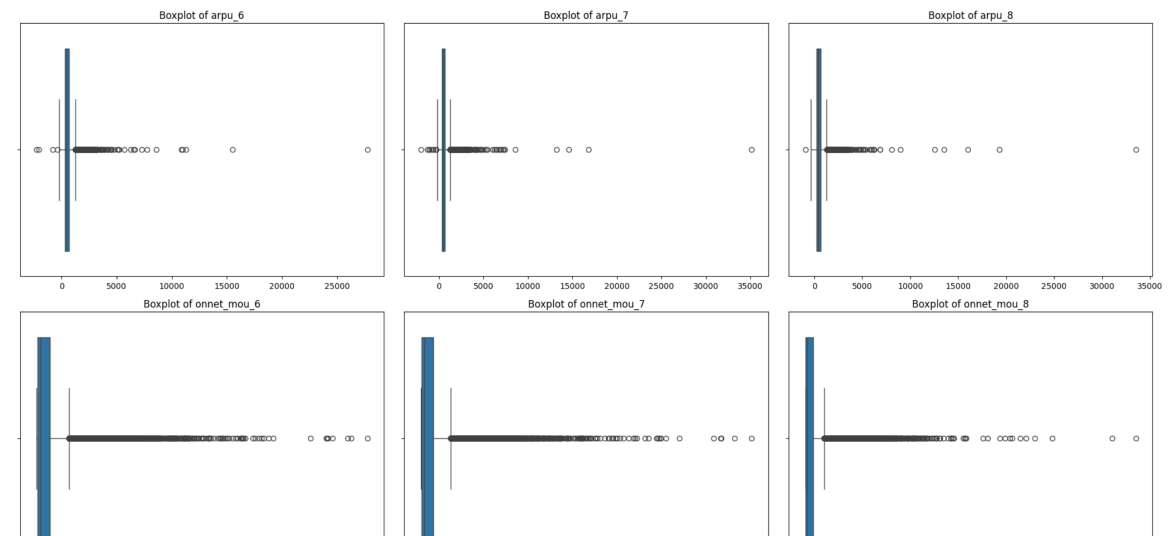 Boxplot of arpu_6 Boxplot of arpu_7 Boxplot of arpu_8
0 5000 10000 15000 20000 25000 0 5000 10000 15000 20000 25000 30000 35000 0 5000 10000 15000 20000 25000 30000 35000
Boxplot of onnet_mou_6 Boxplot of onnet_mou_7 Boxplot of onnet_mou_8